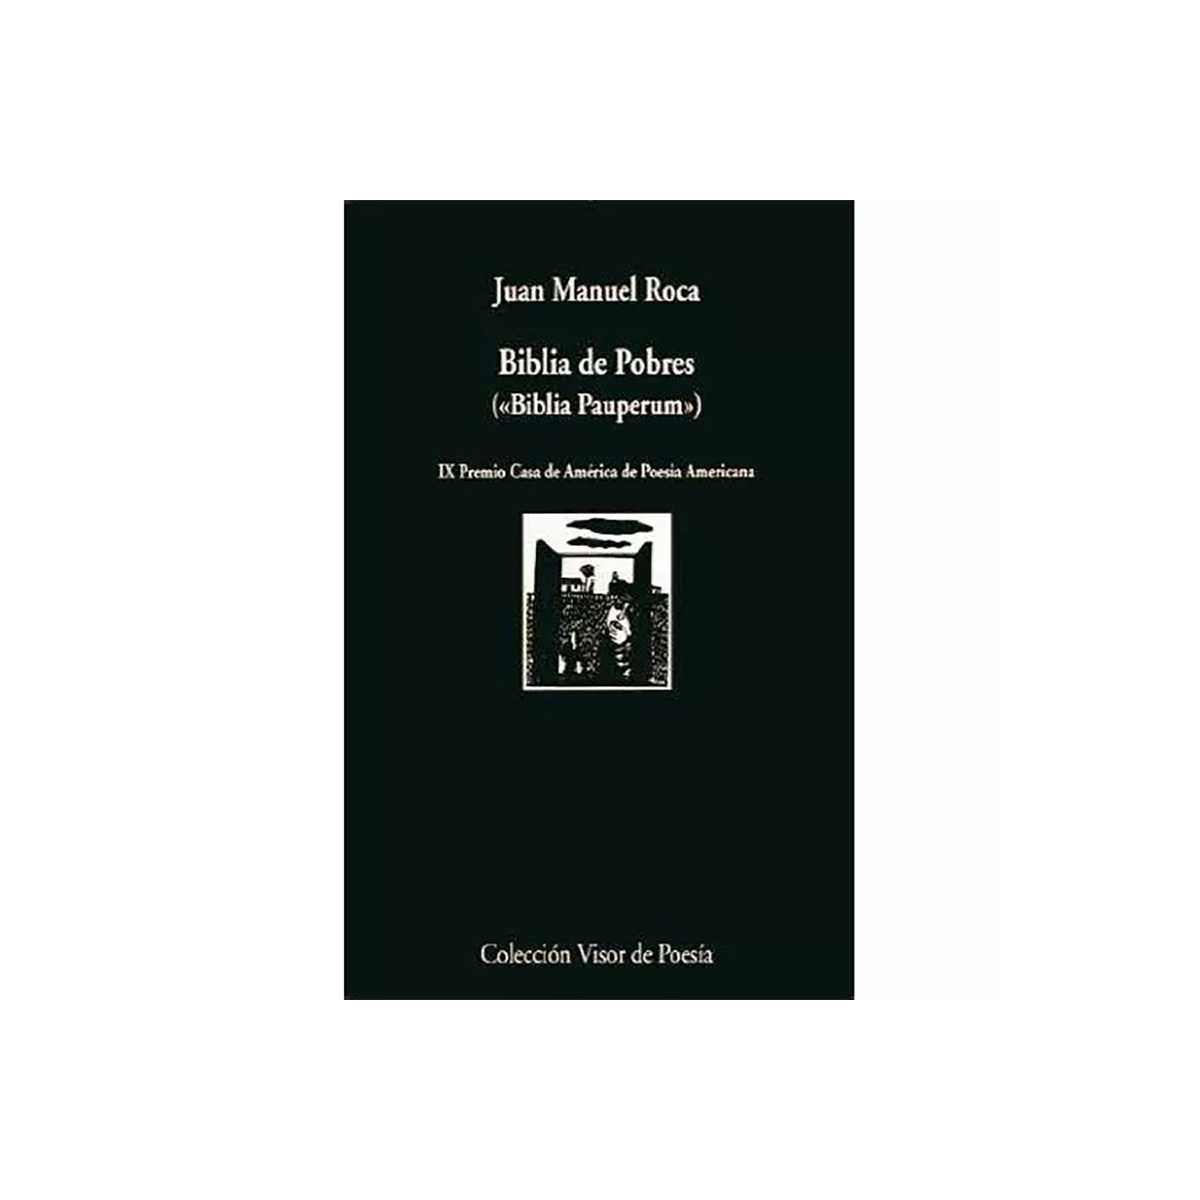 Juan Manuel Roca
Biblia de Pobres
(«Biblia Pauperum»)
IX Premio Casa de América de Poesia Americana
Colección Visor de Poesía